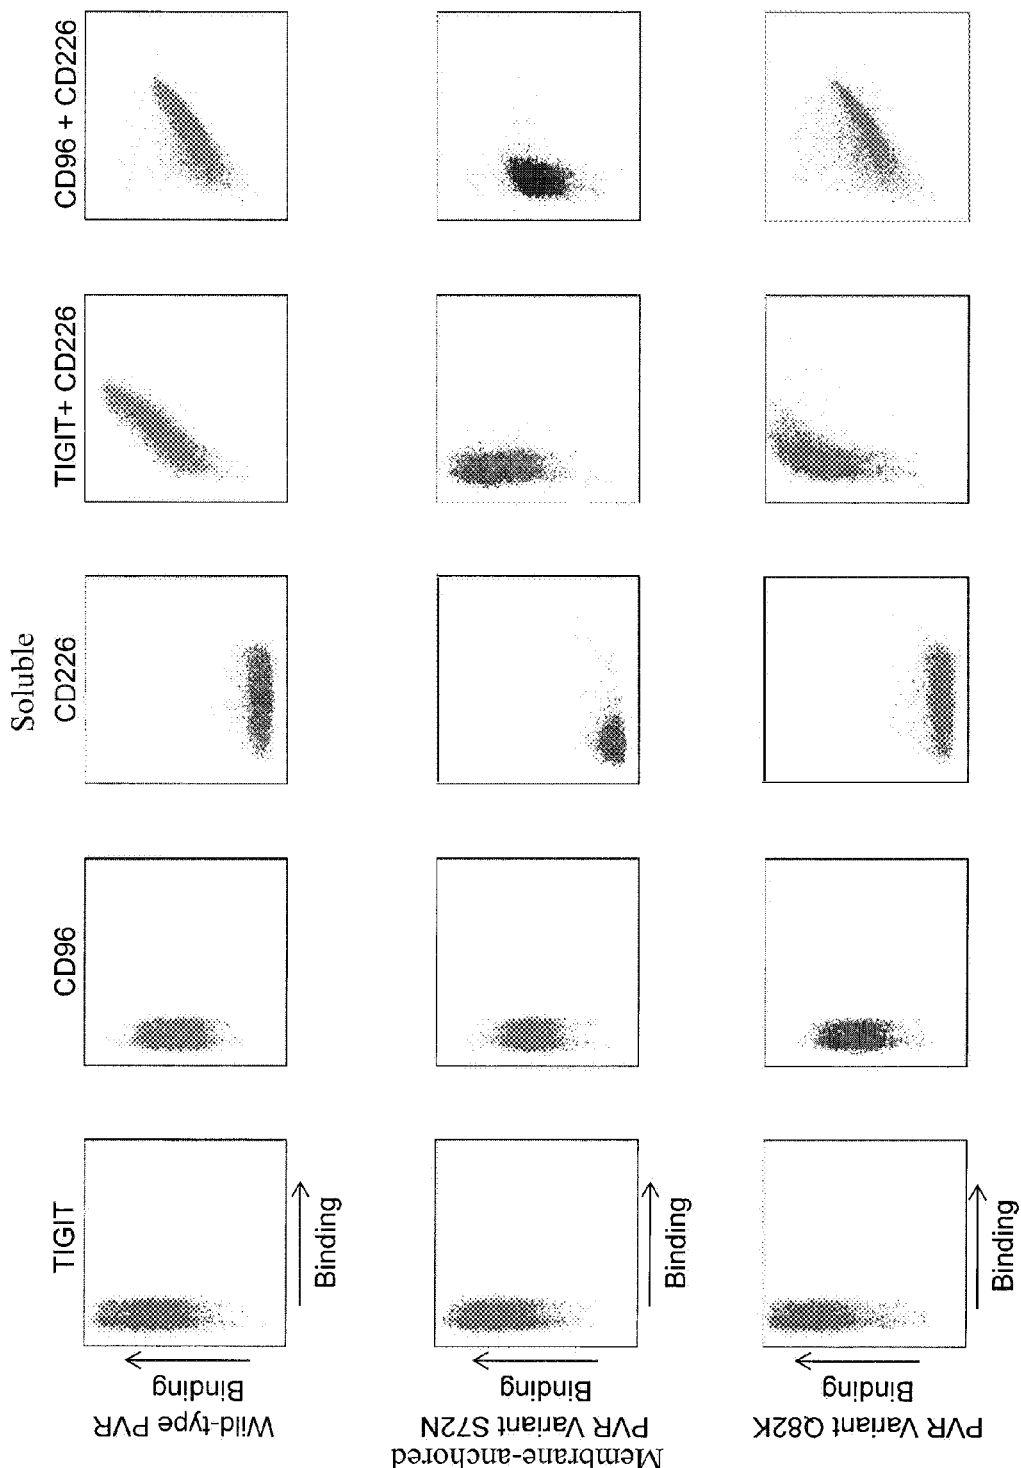 Soluble
TIGIT
CD96
CD226
TIGIT+ CD226
CD96 + CD226
Membrane-anchored
Wild-type PVR
Binding
Binding
PVR Variant S72N
Binding
Binding
PVR Variant Q82K
Binding
Binding